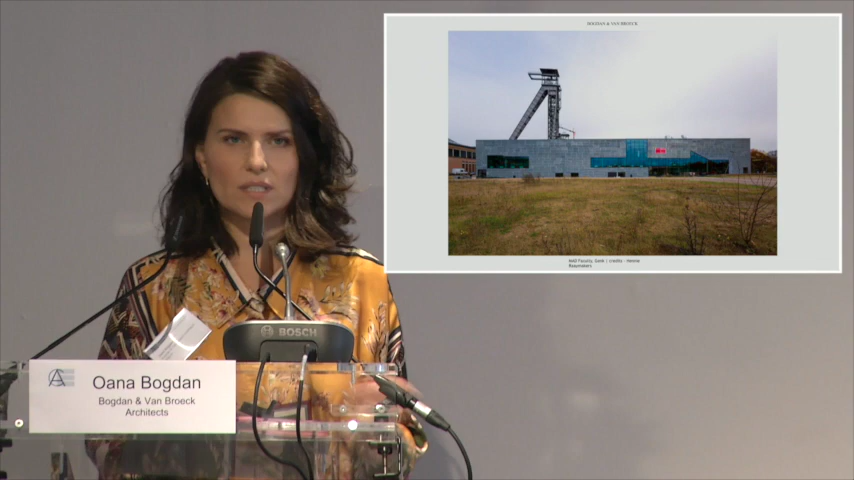 BOGDAN & VAN BROECK
BOSCH
Oana Bogdan
Bogdan & Van Broeck
Architects